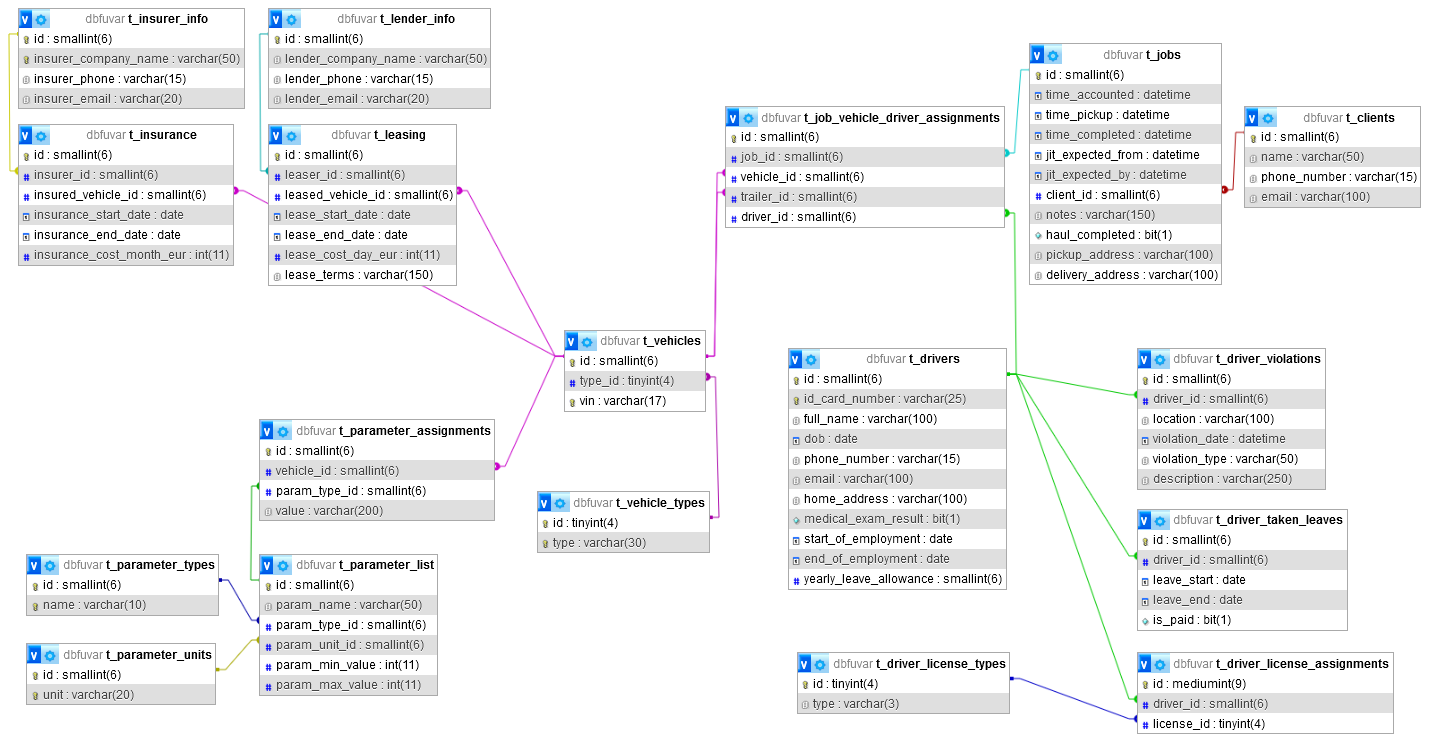 dbfuvar t_insurer_info
id : smallint(6)
insurer_company_name : varchar(50)
insurer_phone : varchar(15)
insurer_email : varchar(20)
dbfuvar t_lender_info
id : smallint(6)
lender_company_name : varchar(50)
lender_phone : varchar(15)
lender_email : varchar(20)
dbfuvar t_insurance
id : smallint(6)
insurer_id : smallint(6)
insured_vehicle_id : smallint(6)
insurance_start_date : date
insurance_end_date : date
insurance_cost_month_eur : int(11)
dbfuvar t_leasing
id : smallint(6)
leaser_id : smallint(6)
leased_vehicle_id : smallint(6)
lease_start_date : date
lease_end_date : date
lease_cost_day_eur : int(11)
lease_terms : varchar(150)
dbfuvar t_job_vehicle_driver_assignments
id : smallint(6)
job_id : smallint(6)
vehicle_id : smallint(6)
trailer_id : smallint(6)
driver_id : smallint(6)
dbfuvar t_jobs
id : smallint(6)
time_accounted : datetime
time_pickup : datetime
time_completed : datetime
jit_expected_from : datetime
jit_expected_by : datetime
client_id : smallint(6)
notes : varchar(150)
haul_completed : bit(1)
pickup_address : varchar(100)
delivery_address : varchar(100)
dbfuvar t_clients
id : smallint(6)
name : varchar(50)
phone_number : varchar(15)
email : varchar(100)
dbfuvar t_vehicles
id : smallint(6)
type_id : tinyint(4)
vin : varchar(17)
dbfuvar t_drivers
id : smallint(6)
id_card_number : varchar(25)
full_name : varchar(100)
dob : date
phone_number : varchar(15)
email : varchar(100)
home_address : varchar(100)
medical_exam_result : bit(1)
start_of_employment : date
end_of_employment : date
yearly_leave_allowance : smallint(6)
dbfuvar t_driver_violations
id : smallint(6)
driver_id : smallint(6)
location : varchar(100)
violation_date : datetime
violation_type : varchar(50)
description : varchar(250)
dbfuvar t_parameter_assignments
id : smallint(6)
vehicle_id : smallint(6)
param_type_id : smallint(6)
value : varchar(200)
dbfuvar t_vehicle_types
id : tinyint(4)
type : varchar(30)
dbfuvar t_driver_taken_leaves
id : smallint(6)
driver_id : smallint(6)
leave_start : date
leave_end : date
is_paid : bit(1)
dbfuvar t_parameter_types
id : smallint(6)
name : varchar(10)
dbfuvar t_parameter_list
id : smallint(6)
param_name : varchar(50)
param_type_id : smallint(6)
param_unit_id : smallint(6)
param_min_value : int(11)
param_max_value : int(11)
dbfuvar t_parameter_units
id : smallint(6)
unit : varchar(20)
dbfuvar t_driver_license_types
id : tinyint(4)
type : varchar(3)
dbfuvar t_driver_license_assignments
id : mediumint(9)
driver_id : smallint(6)
license_id : tinyint(4)